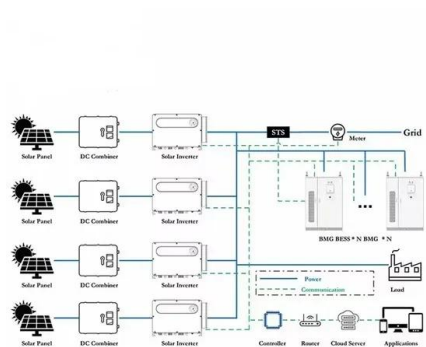 STS
Meter
Grid
Solar Panel DC Combiner Solar Inverter
Solar Panel DC Combiner Solar Inverter
BMG BESS * N BMG * N
Solar Panel DC Combiner Solar Inverter
Power
Communication
Load
Solar Panel DC Combiner Solar Inverter
Controller Router Cloud Server Applications